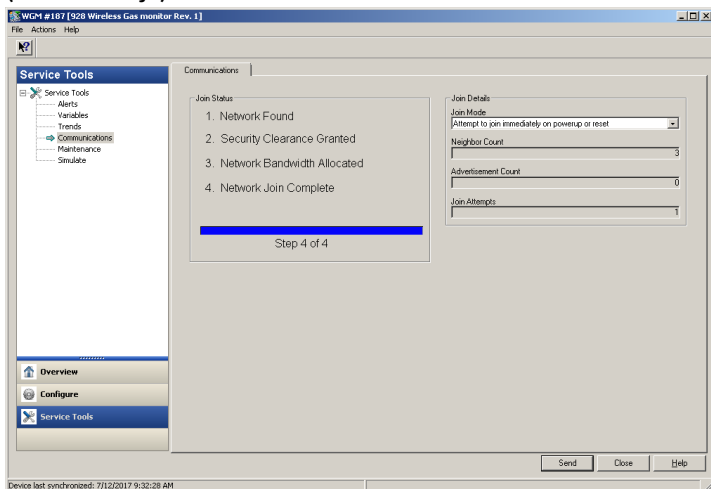 WGM #187 [928 Wireless Gas monitor Rev. 1]
File Actions Help
Service Tools
Service Tools
Alerts
Variables
Trends
Communications
Maintenance
Simulate
Overview
Configure
Service Tools
Communications
Join Status
1. Network Found
2. Security Clearance Granted
3. Network Bandwidth Allocated
4. Network Join Complete
Step 4 of 4
Join Details
Join Mode
Attempt to join immediately on powerup or reset
Neighbor Count
3
Advertisement Count
0
Join Attempts
1
Send Close Help
Device last synchronized: 7/12/2017 9:32:28 AM